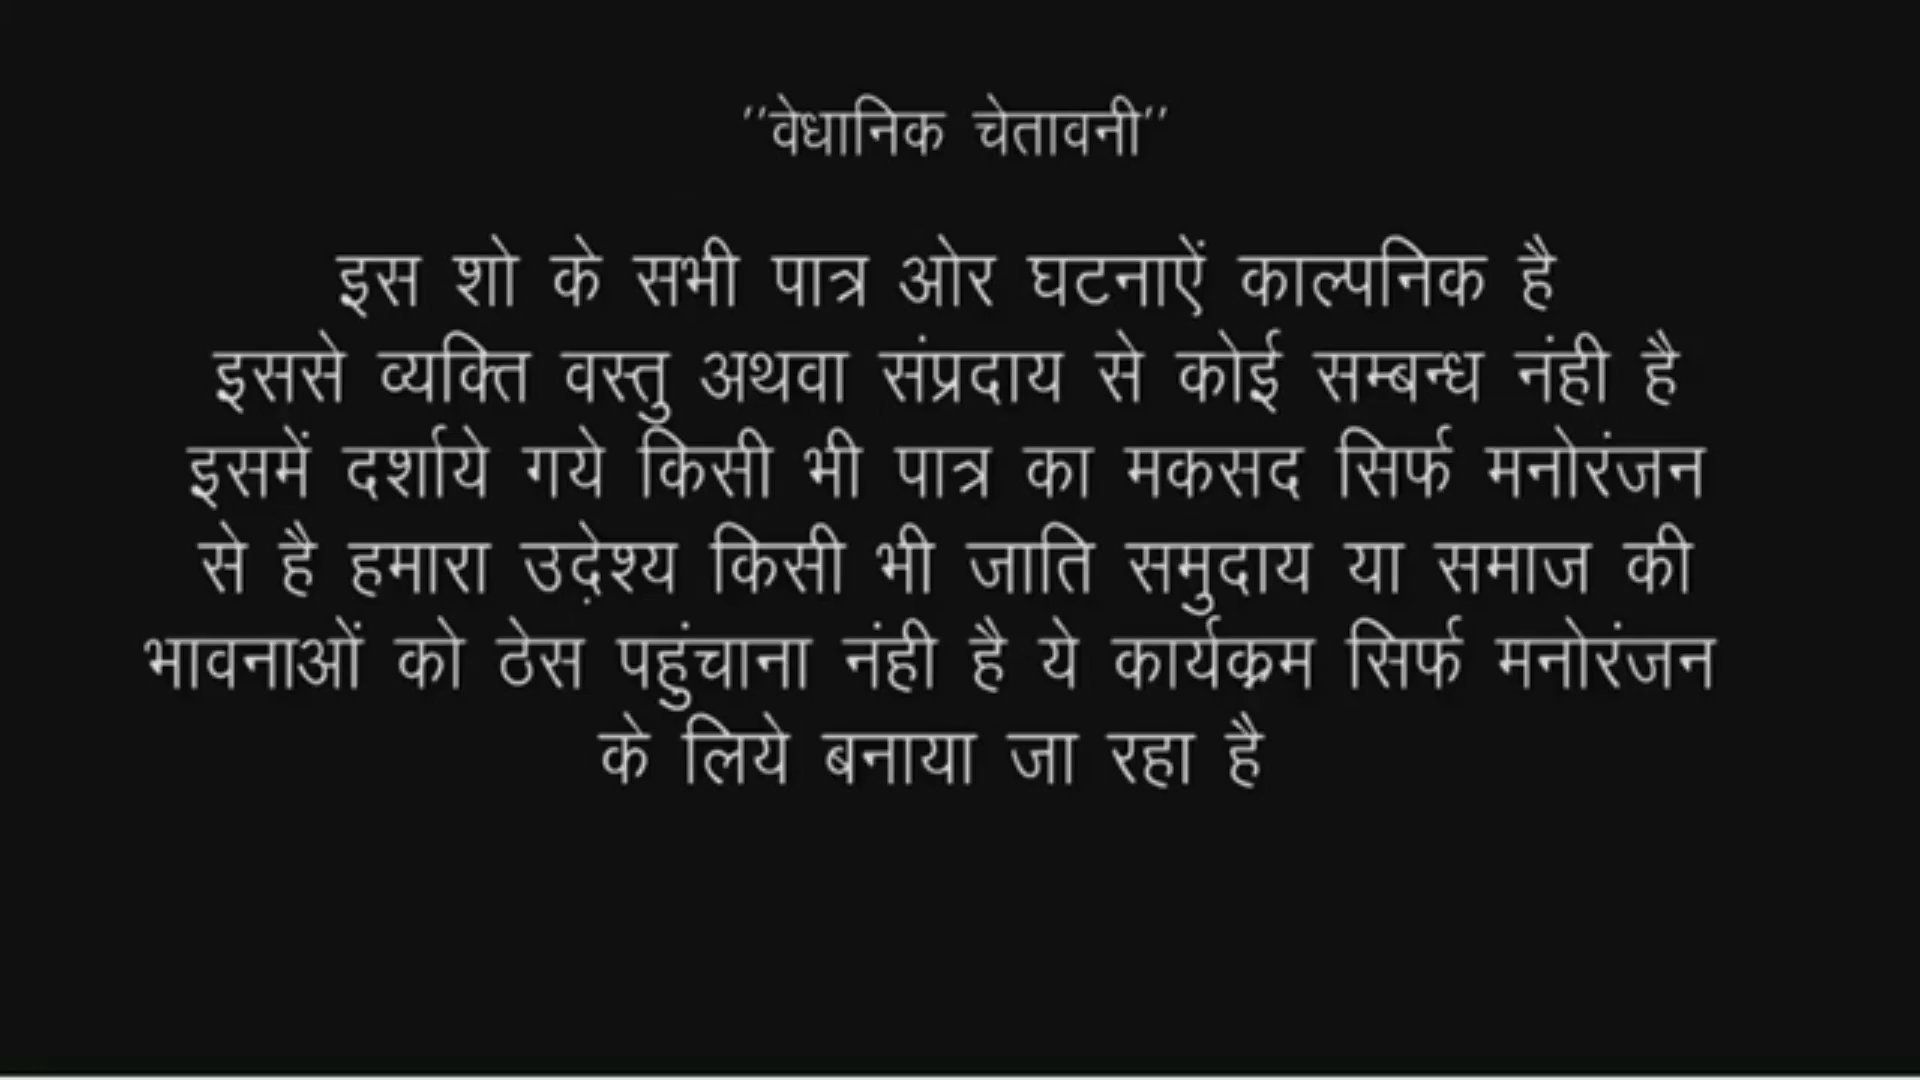 ''वेधानिक चेतावनी''
इस शो के सभी पात्र ओर घटनाऐं काल्पनिक है
इससे व्यक्ति वस्तु अथवा संप्रदाय से कोई सम्बन्ध नंही है
इसमें दर्शाये गये किसी भी पात्र का मकसद सिर्फ मनोरंजन
से है हमारा उद़ेश्य किसी भी जाति समुदाय या समाज की
भावनाओं को ठेस पहुंचाना नंही है ये कार्यक्रम सिर्फ मनोरंजन
के लिये बनाया जा रहा है